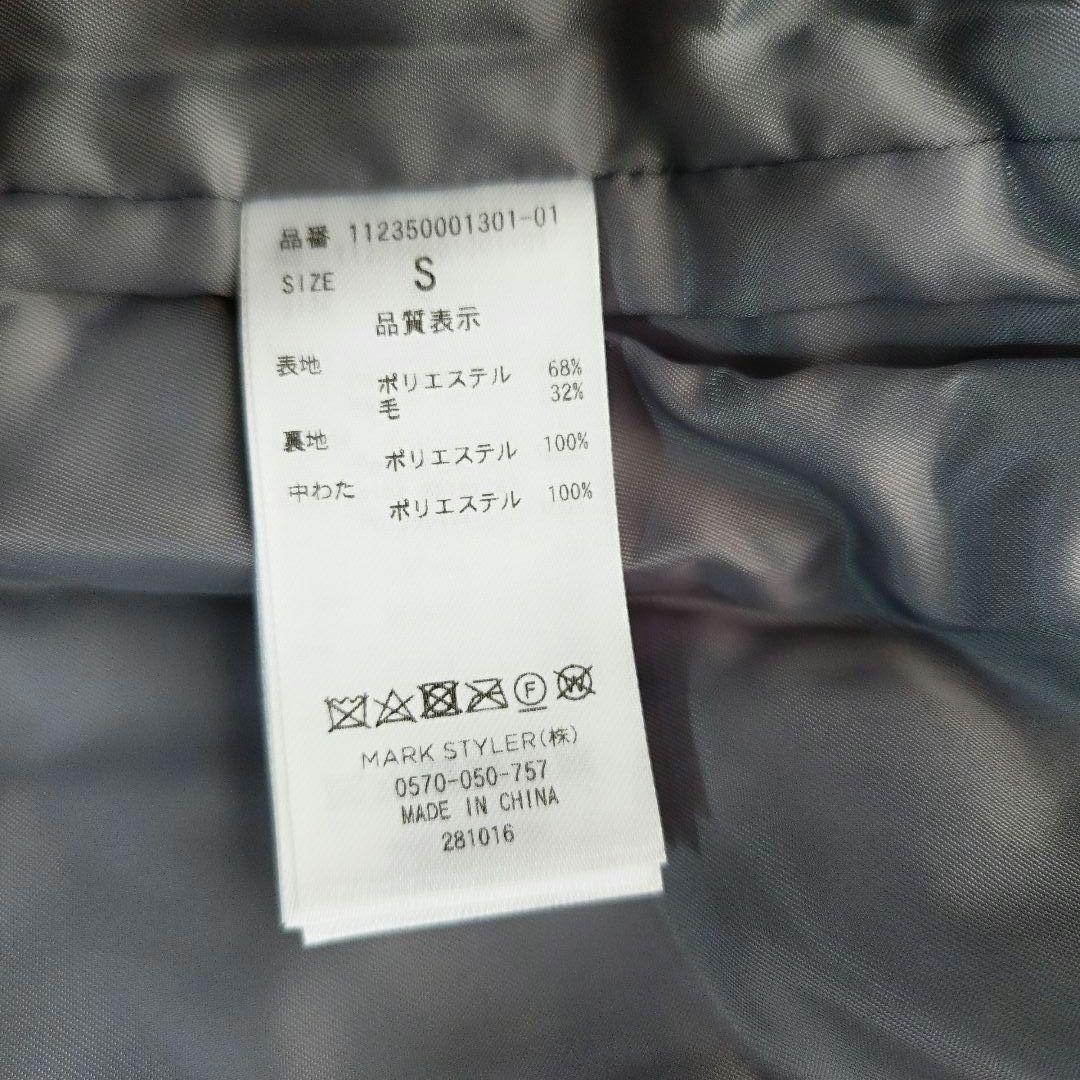 品番 112350001301-01
SIZE S
品質表示
表地 ポリエステル 68%
毛 32%
裏地 ポリエステル 100%
中わた ポリエステル 100%
F W
MARK STYLER(株)
0570-050-757
MADE IN CHINA
281016